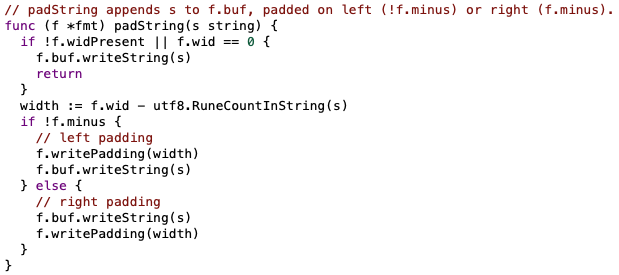 // padString appends s to f.buf, padded on left (!f.minus) or right (f.minus).
func (f *fmt) padString(s string) {
  if !f.widPresent || f.wid == 0 {
    f.buf.writeString(s)
    return
  }
  width := f.wid - utf8.RuneCountInString(s)
  if !f.minus {
    // left padding
    f.writePadding(width)
    f.buf.writeString(s)
  } else {
    // right padding
    f.buf.writeString(s)
    f.writePadding(width)
  }
}